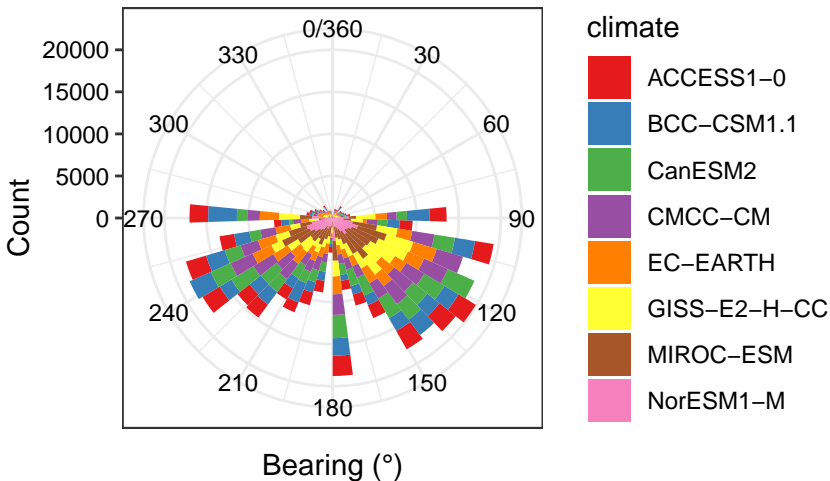 0/360
30
60
90
120
150
180
210
240
270
300
330
20000
15000
10000
5000
0
Count
Bearing (°)
climate
ACCESS1−0
BCC−CSM1.1
CanESM2
CMCC−CM
EC−EARTH
GISS−E2−H−CC
MIROC−ESM
NorESM1−M